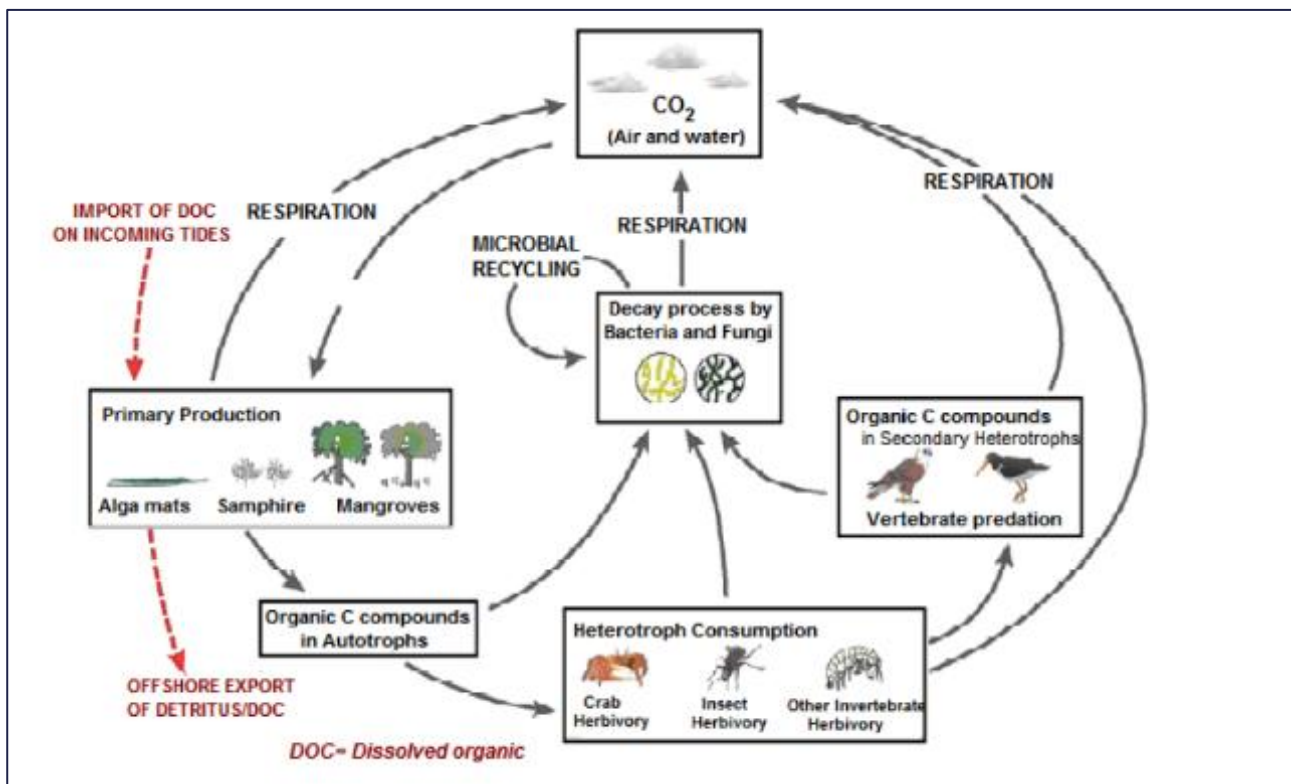 CO2
(Air and water)
RESPIRATION
IMPORT OF DOC
ON INCOMING TIDES
RESPIRATION
RESPIRATION
MICROBIAL
RECYCLING
Decay process by
Bacteria and Fungi
Primary Production
Alga mats Samphire Mangroves
Organic C compounds
in Secondary Heterotrophs
Vertebrate predation
Organic C compounds
in Autotrophs
Heterotroph Consumption
Crab
Herbivory
Insect
Herbivory
Other Invertebrate
Herbivory
OFFSHORE EXPORT
OF DETRITUS/DOC
DOC= Dissolved organic